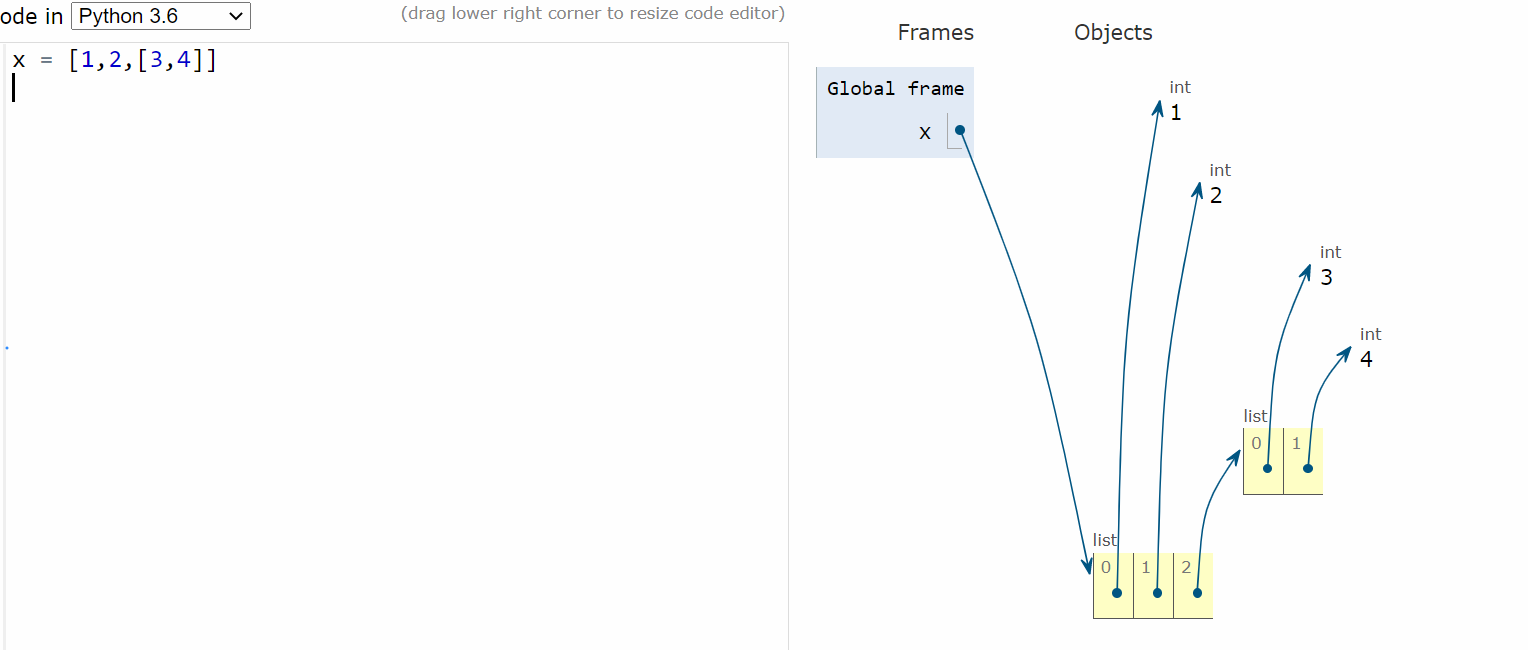 ode in Python 3.6
(drag lower right corner to resize code editor)
x = [1,2,[3,4]]
Frames
Objects
Global frame
x
int
1
int
2
int
3
int
4
list
0 1
list
0 1 2